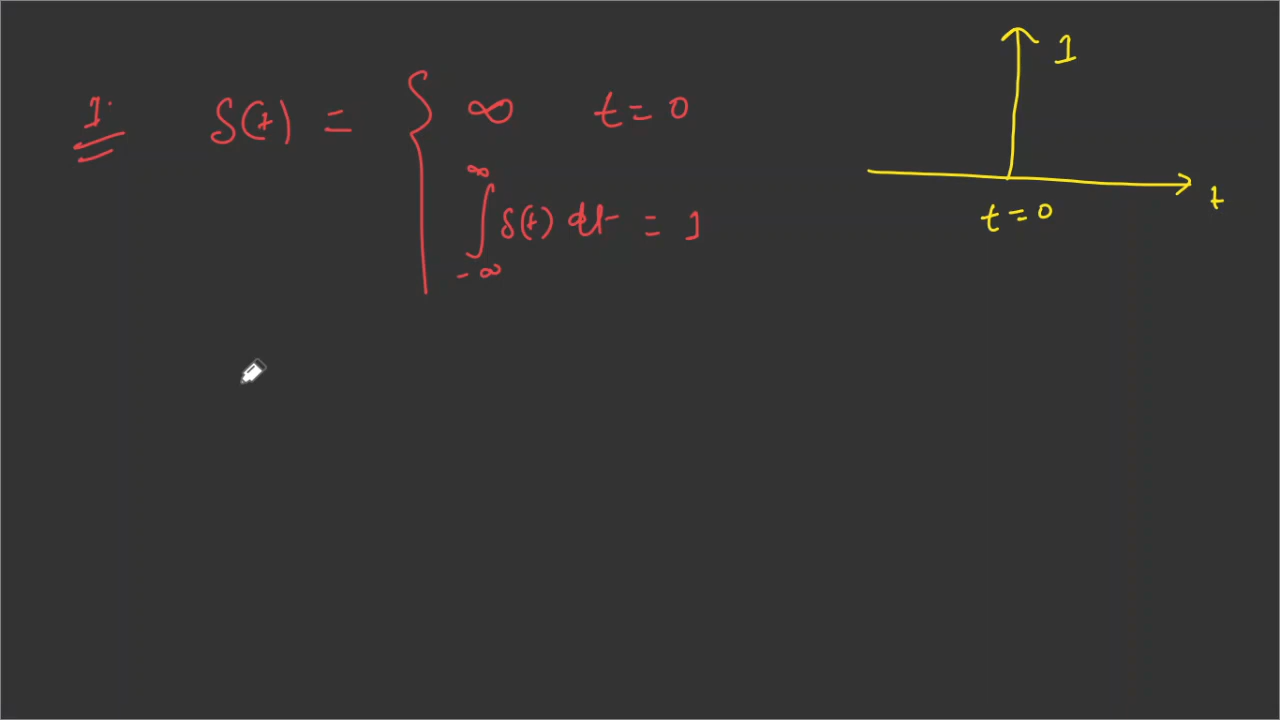 1. δ(t) = { ∞ t = 0
∫_{-∞}^{∞} δ(t) dt = 1
1
t
t = 0